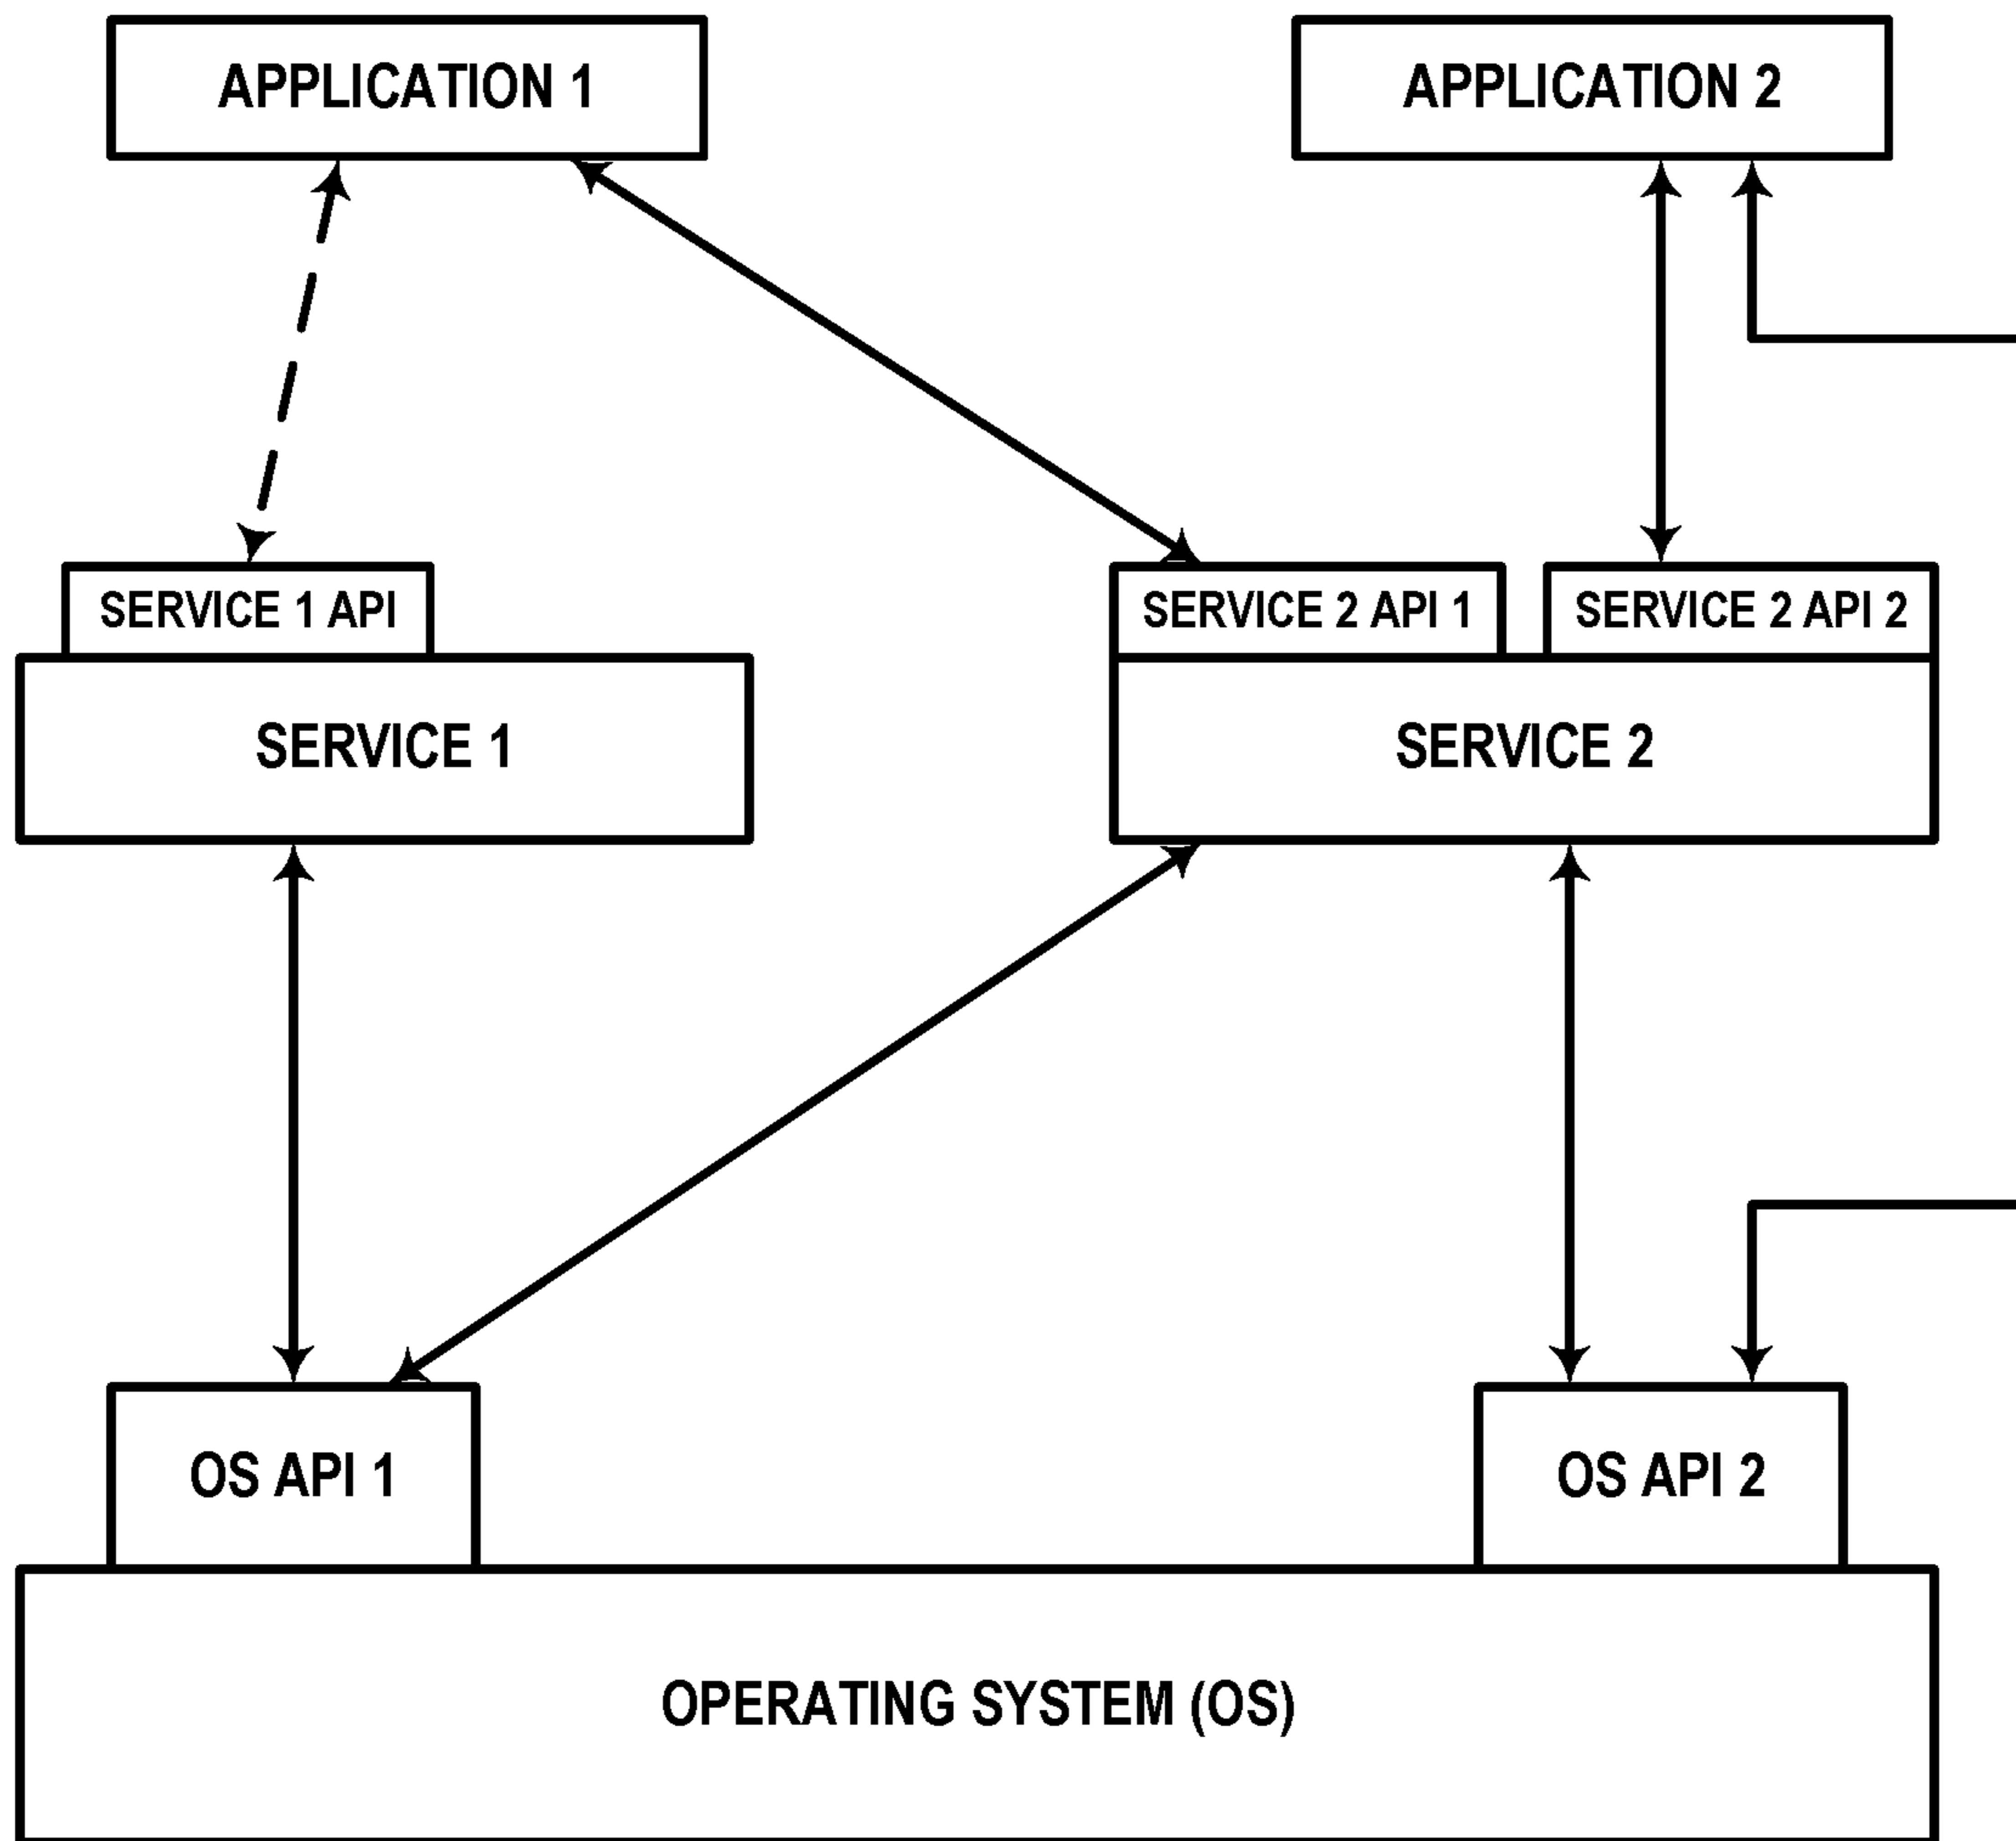 APPLICATION 1
APPLICATION 2
SERVICE 1 API
SERVICE 2 API 1
SERVICE 2 API 2
SERVICE 1
SERVICE 2
OS API 1
OS API 2
OPERATING SYSTEM (OS)